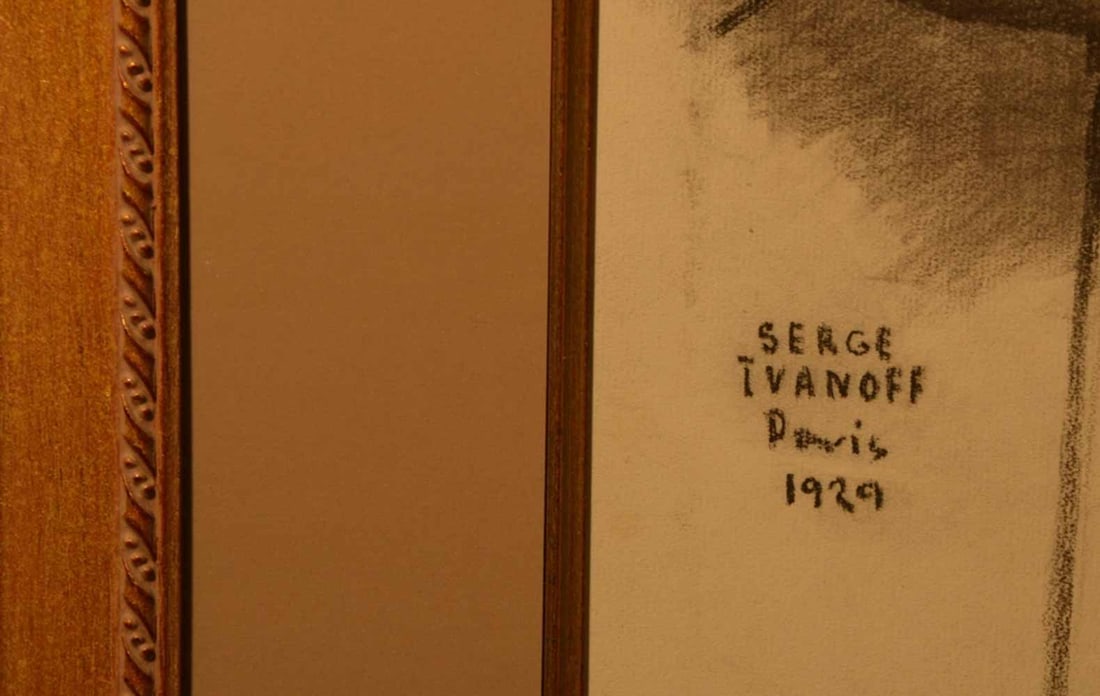 SERGE
IVANOFF
Paris
1929